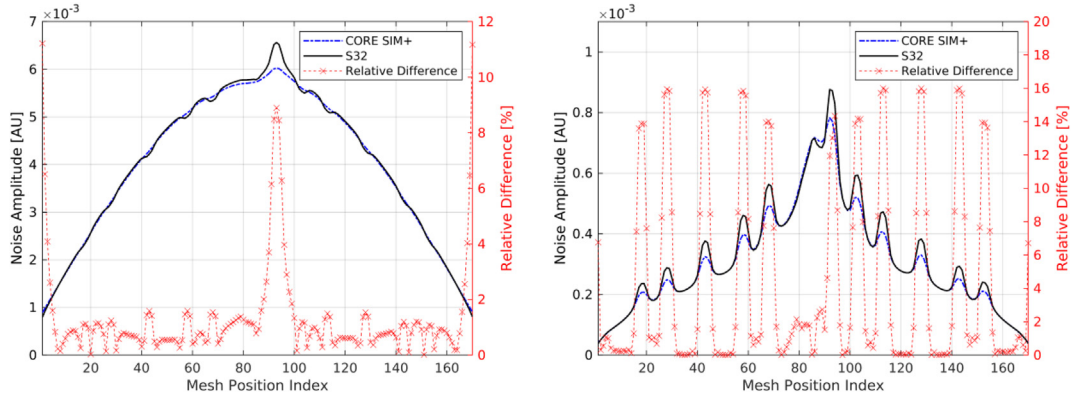 ×10⁻³
7
6
5
4
3
2
1
0
Noise Amplitude [AU]
20 40 60 80 100 120 140 160
Mesh Position Index
12
10
8
6
4
2
0
Relative Difference [%]
CORE SIM+
S32
Relative Difference
×10⁻³
1
0.8
0.6
0.4
0.2
0
Noise Amplitude [AU]
20 40 60 80 100 120 140 160
Mesh Position Index
20
18
16
14
12
10
8
6
4
2
0
Relative Difference [%]
CORE SIM+
S32
Relative Difference